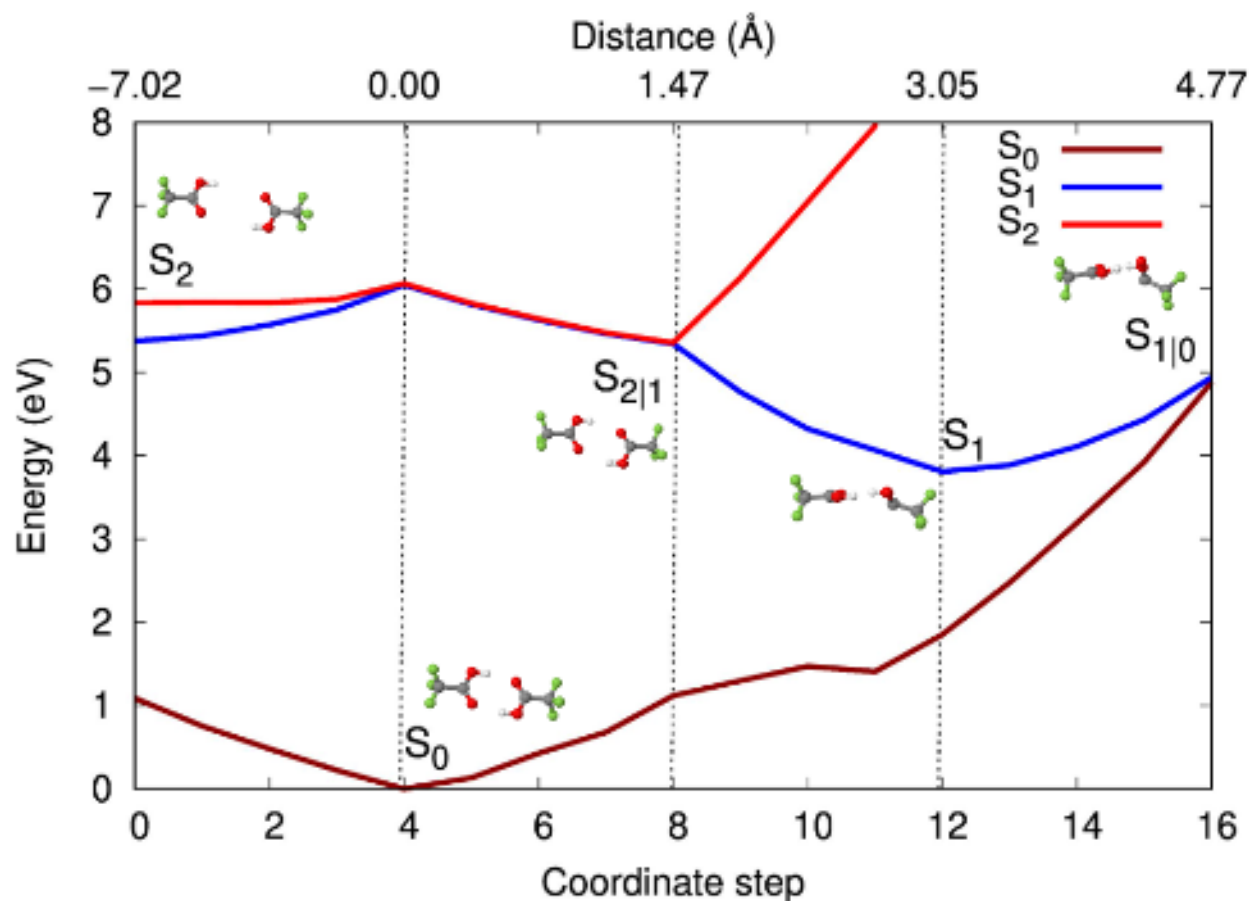 Distance (Å)
−7.02 0.00 1.47 3.05 4.77
8
7
6
5
4
3
2
1
0
Energy (eV)
S0
S1
S2
S2
S2|1
S1|0
S1
S0
0 2 4 6 8 10 12 14 16
Coordinate step